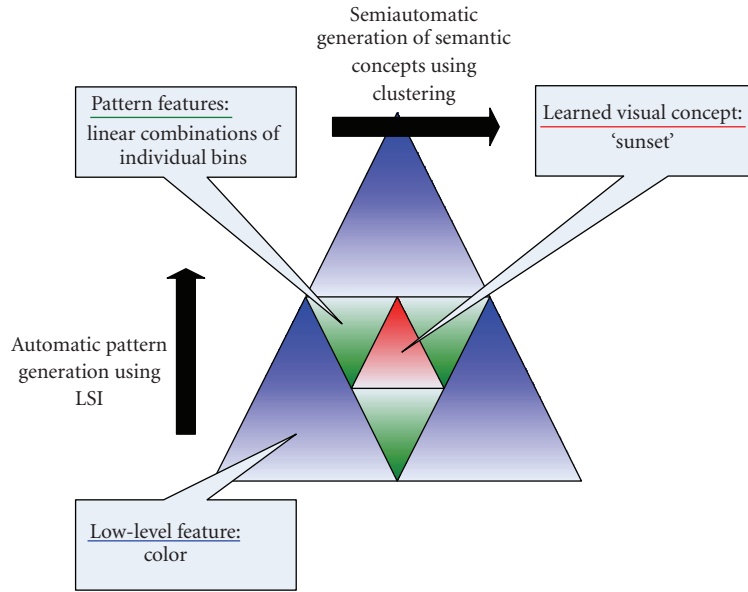 Semiautomatic
generation of semantic
concepts using
clustering
Pattern features:
linear combinations of
individual bins
Learned visual concept:
‘sunset’
Automatic pattern
generation using
LSI
Low-level feature:
color